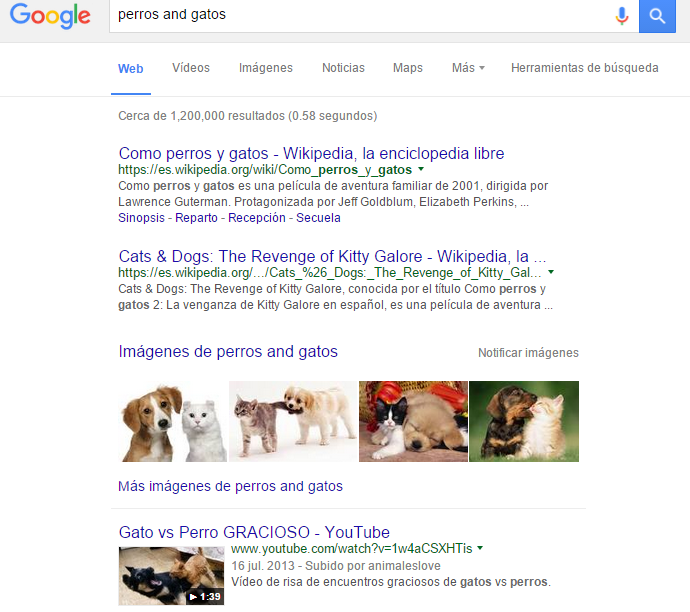 Google
perros and gatos
Web Vídeos Imágenes Noticias Maps Más Herramientas de búsqueda
Cerca de 1,200,000 resultados (0.58 segundos)
Como perros y gatos - Wikipedia, la enciclopedia libre
https://es.wikipedia.org/wiki/Como_perros_y_gatos
Como perros y gatos es una película de aventura familiar de 2001, dirigida por
Lawrence Guterman. Protagonizada por Jeff Goldblum, Elizabeth Perkins, ...
Sinopsis - Reparto - Recepción - Secuela
Cats & Dogs: The Revenge of Kitty Galore - Wikipedia, la ...
https://es.wikipedia.org/.../Cats_%26_Dogs:_The_Revenge_of_Kitty_Gal...
Cats & Dogs: The Revenge of Kitty Galore, conocida por el título Como perros y
gatos 2: La venganza de Kitty Galore en español, es una película de aventura ...
Imágenes de perros and gatos Notificar imágenes
Más imágenes de perros and gatos
Gato vs Perro GRACIOSO - YouTube
www.youtube.com/watch?v=1w4aCSXHTis
16 jul. 2013 - Subido por animaleslove
Vídeo de risa de encuentros graciosos de gatos vs perros.
1:39